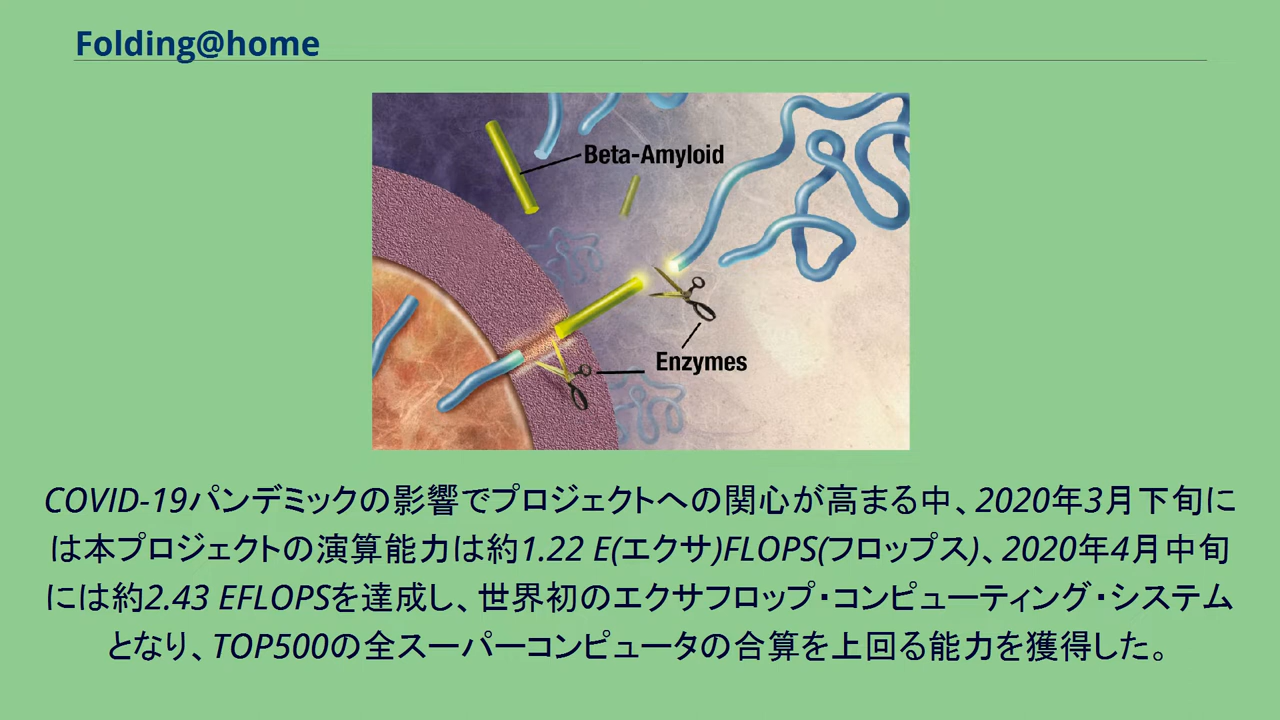 Folding@home
Beta-Amyloid
Enzymes
COVID-19パンデミックの影響でプロジェクトへの関心が高まる中、2020年3月下旬に
は本プロジェクトの演算能力は約1.22 E(エクサ)FLOPS(フロップス)、2020年4月中旬
には約2.43 EFLOPSを達成し、世界初のエクサフロップ・コンピューティング・システム
となり、TOP500の全スーパーコンピュータの合算を上回る能力を獲得した。